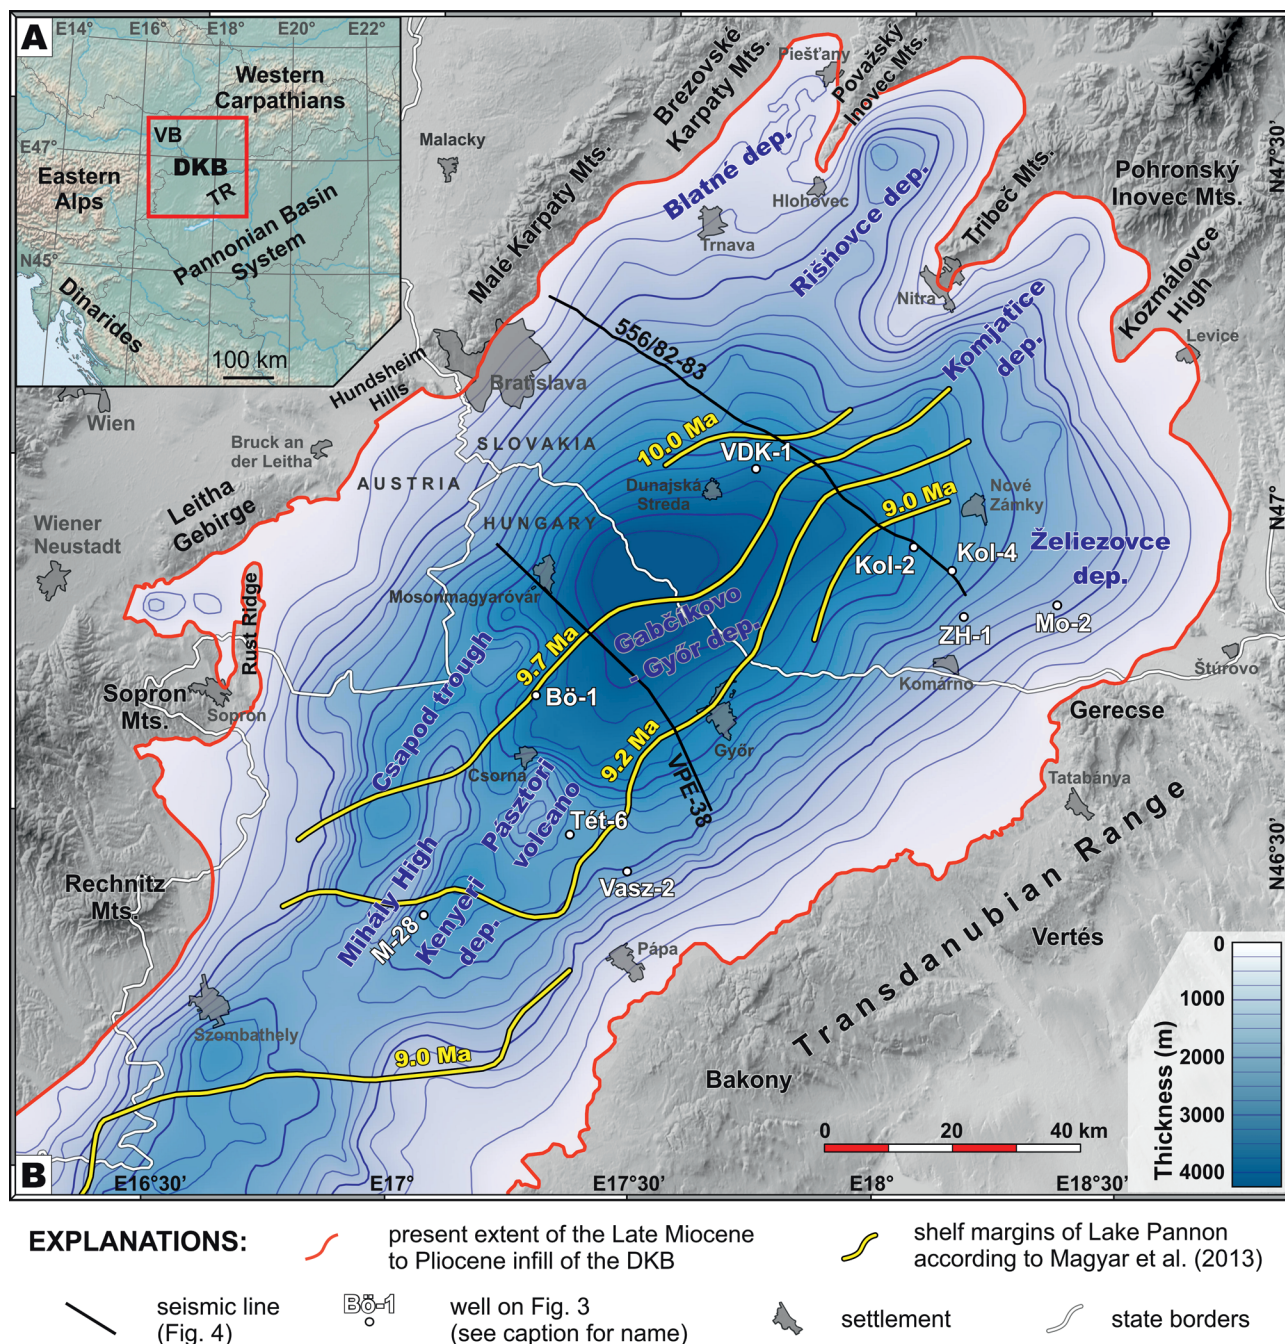 A
E14°
E16°
E18°
E20°
E22°
Western
Carpathians
VB
E47°
DKB
TR
Eastern
Alps
Pannonian Basin
System
N45°
Dinarides
100 km
Brezovské
Karpaty Mts.
Piešťany
Považský
Inovec Mts.
Malacky
Malé Karpaty Mts.
Blatné dep.
Hlohovec
Trnava
Rišňovce dep.
Tribeč Mts.
Pohronský
Inovec Mts.
N47°30'
Nitra
Komjatice
dep.
Kozmálovce
High
Levice
556/82-83
Hundsheim
Hills
Bratislava
Wien
Bruck an
der Leitha
SLOVAKIA
AUSTRIA
HUNGARY
10.0 Ma
VDK-1
Dunajská
Streda
9.0 Ma
Nové
Zámky
N47°
Leitha
Gebirge
Wiener
Neustadt
Kol-2
Kol-4
Želiezovce
dep.
Mosonmagyaróvár
Rust Ridge
Gabčíkovo
- Győr dep.
ZH-1
Mo-2
9.7 Ma
Csapod trough
Bö-1
Štúrovo
Komárno
Sopron
Mts.
Sopron
Gerecse
9.2 Ma
Győr
VPE-38
Csorna
Pásztori
volcano
Tét-6
Tatabánya
Transdanubian Range
N46°30'
Rechnitz
Mts.
Mihály High
Vasz-2
M-28
Kenyeri
dep.
Pápa
Vertés
Szombathely
9.0 Ma
Bakony
0
20
40 km
Thickness (m)
0
1000
2000
3000
4000
B
E16°30'
E17°
E17°30'
E18°
E18°30'
EXPLANATIONS:
present extent of the Late Miocene
to Pliocene infill of the DKB
shelf margins of Lake Pannon
according to Magyar et al. (2013)
seismic line
(Fig. 4)
Bö-1
well on Fig. 3
(see caption for name)
settlement
state borders